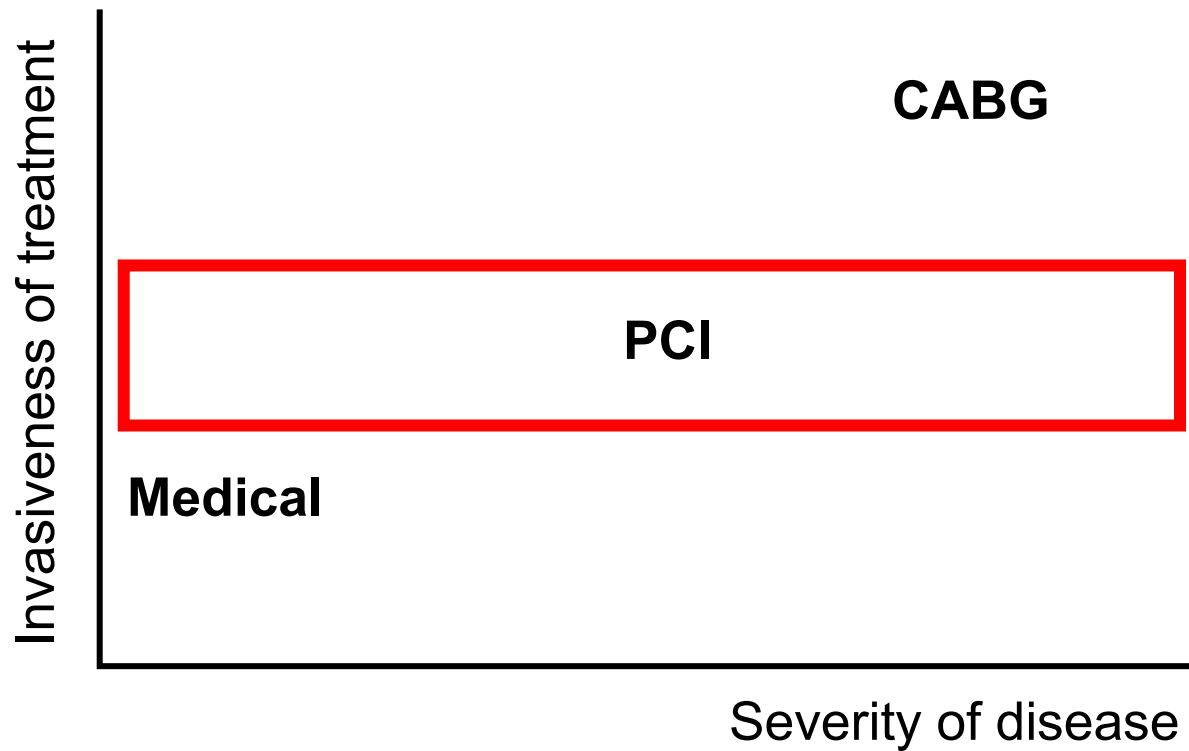 Invasiveness of treatment
CABG
PCI
Medical
Severity of disease